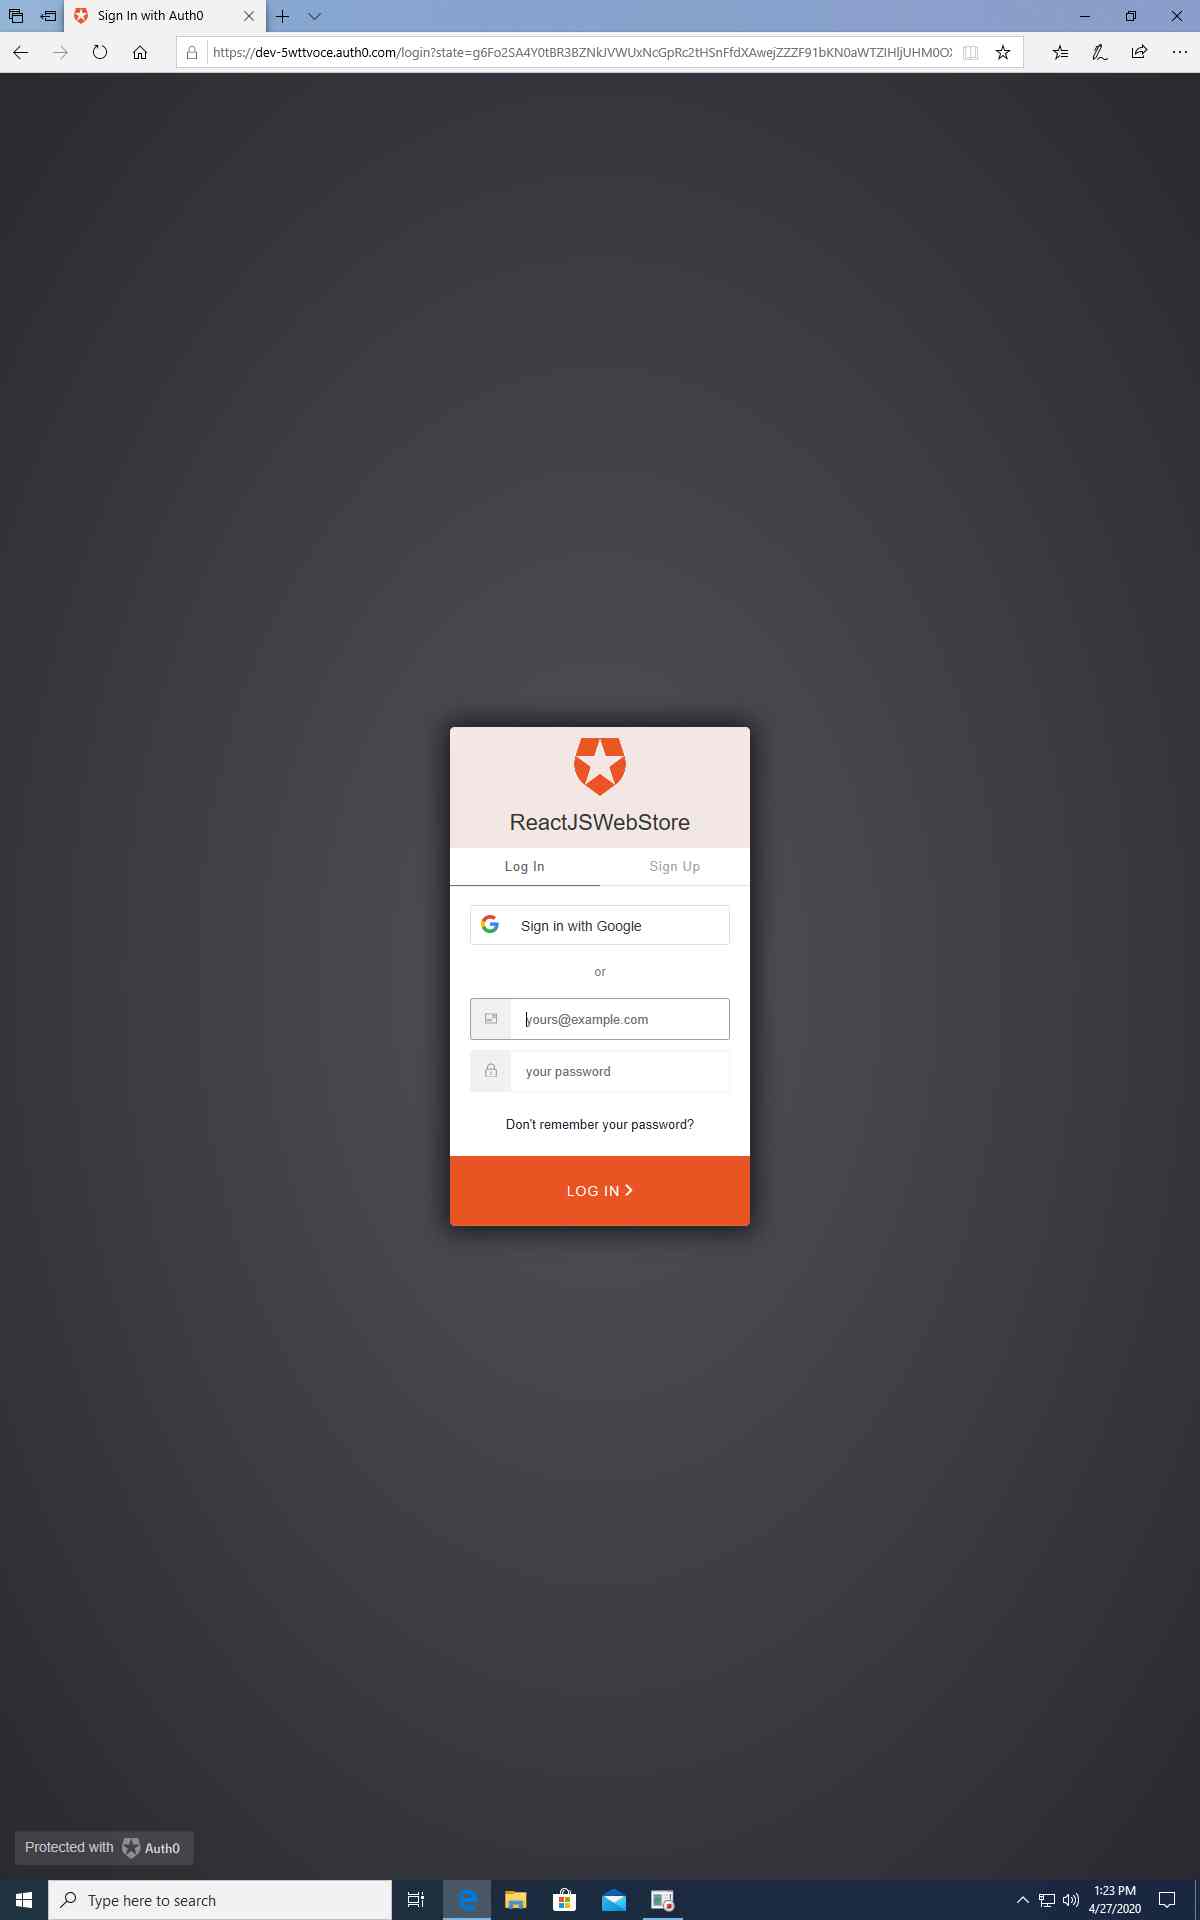 Sign In with Auth0
https://dev-5wttvoce.auth0.com/login?state=
ReactJSWebStore
Log In
Sign Up
Sign in with Google
or
yours@example.com
your password
Don't remember your password?
LOG IN
Protected with Auth0
Type here to search
1:23 PM
4/27/2020